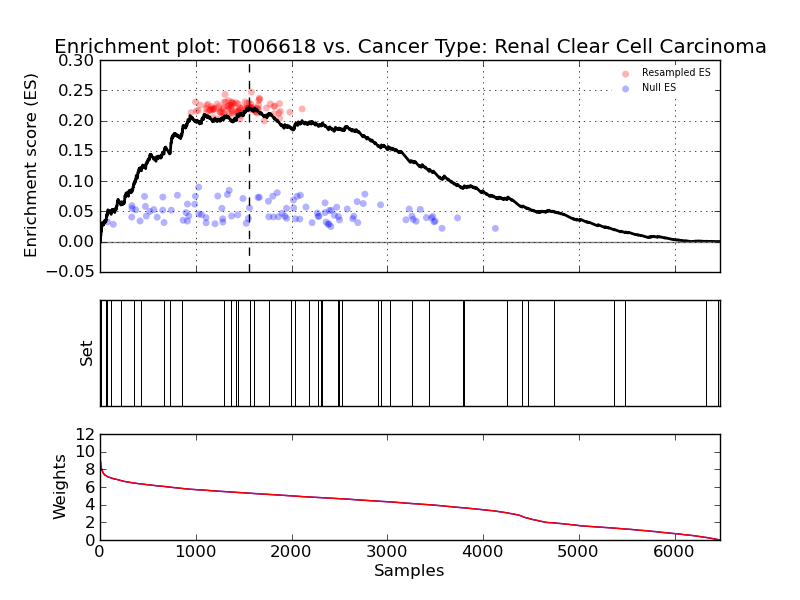 Enrichment plot: T006618 vs. Cancer Type: Renal Clear Cell Carcinoma
Enrichment score (ES)
0.30
0.25
0.20
0.15
0.10
0.05
0.00
−0.05
Resampled ES
Null ES
Set
Weights
12
10
8
6
4
2
0
0 1000 2000 3000 4000 5000 6000
Samples